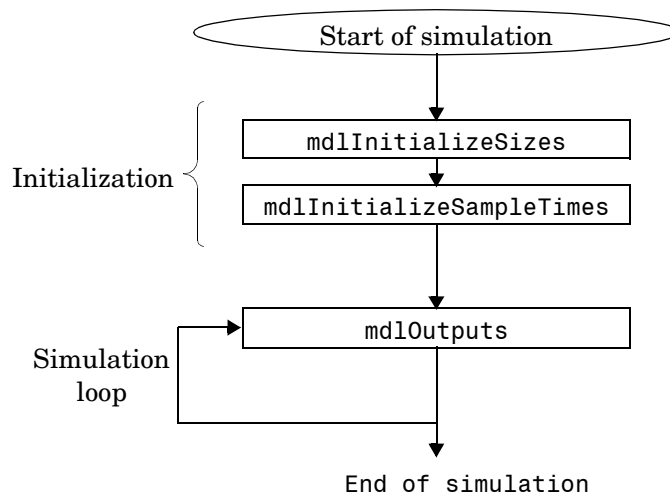 Start of simulation
mdlInitializeSizes
Initialization
mdlInitializeSampleTimes
mdlOutputs
Simulation
loop
End of simulation